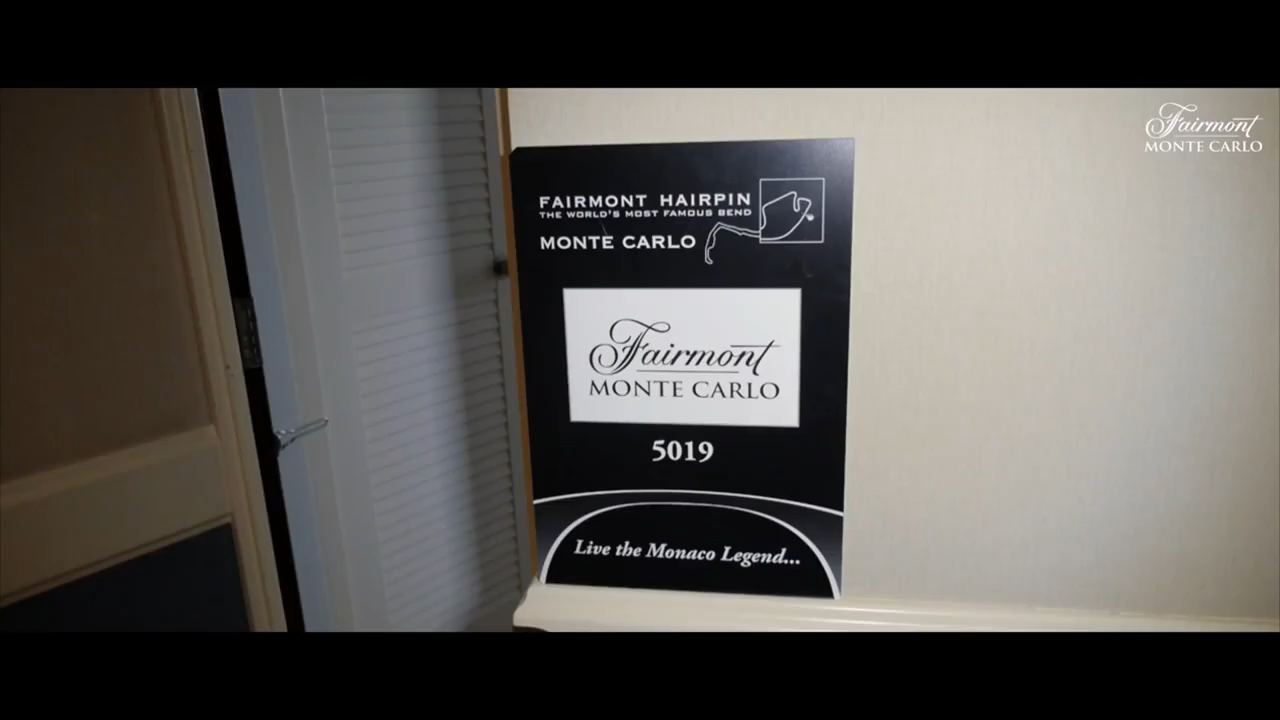 Fairmont
MONTE CARLO
FAIRMONT HAIRPIN
THE WORLD'S MOST FAMOUS BEND
MONTE CARLO
Fairmont
MONTE CARLO
5019
Live the Monaco Legend...